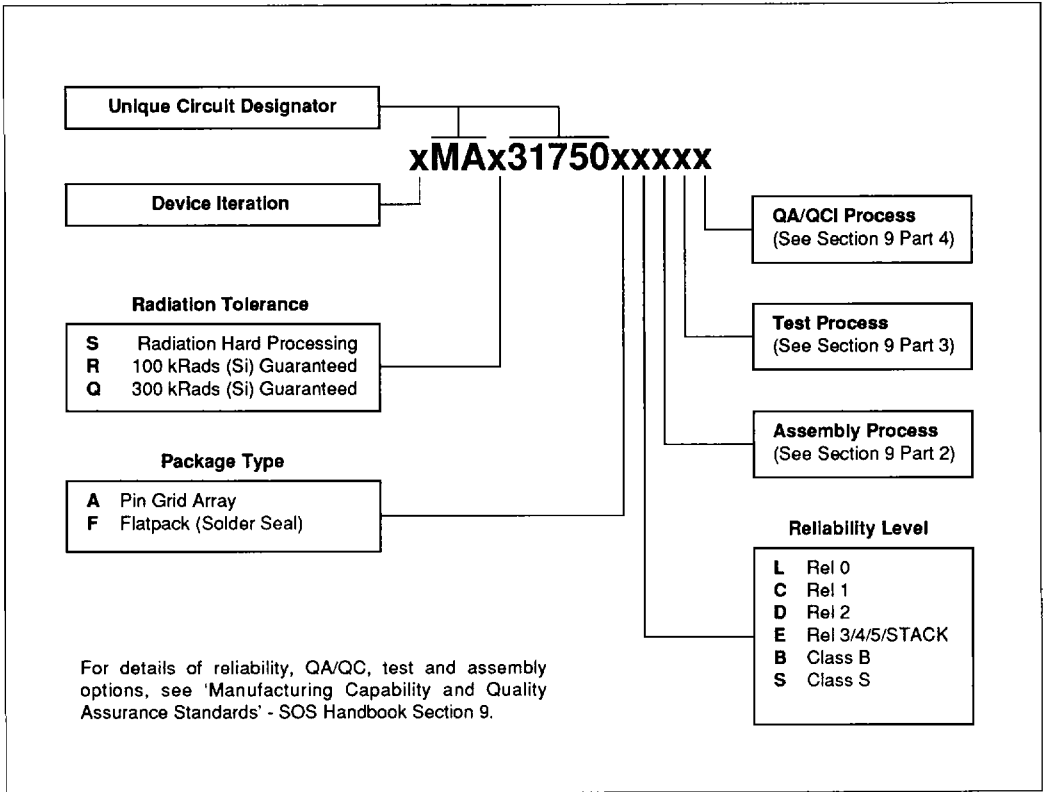 Unique Circuit Designator
xMAx31750xxxxx
Device Iteration
QA/QCI Process
(See Section 9 Part 4)
Radiation Tolerance
S Radiation Hard Processing
R 100 kRads (Si) Guaranteed
Q 300 kRads (Si) Guaranteed
Test Process
(See Section 9 Part 3)
Assembly Process
(See Section 9 Part 2)
Package Type
A Pin Grid Array
F Flatpack (Solder Seal)
Reliability Level
L Rel 0
C Rel 1
D Rel 2
E Rel 3/4/5/STACK
B Class B
S Class S
For details of reliability, QA/QC, test and assembly
options, see 'Manufacturing Capability and Quality
Assurance Standards' - SOS Handbook Section 9.